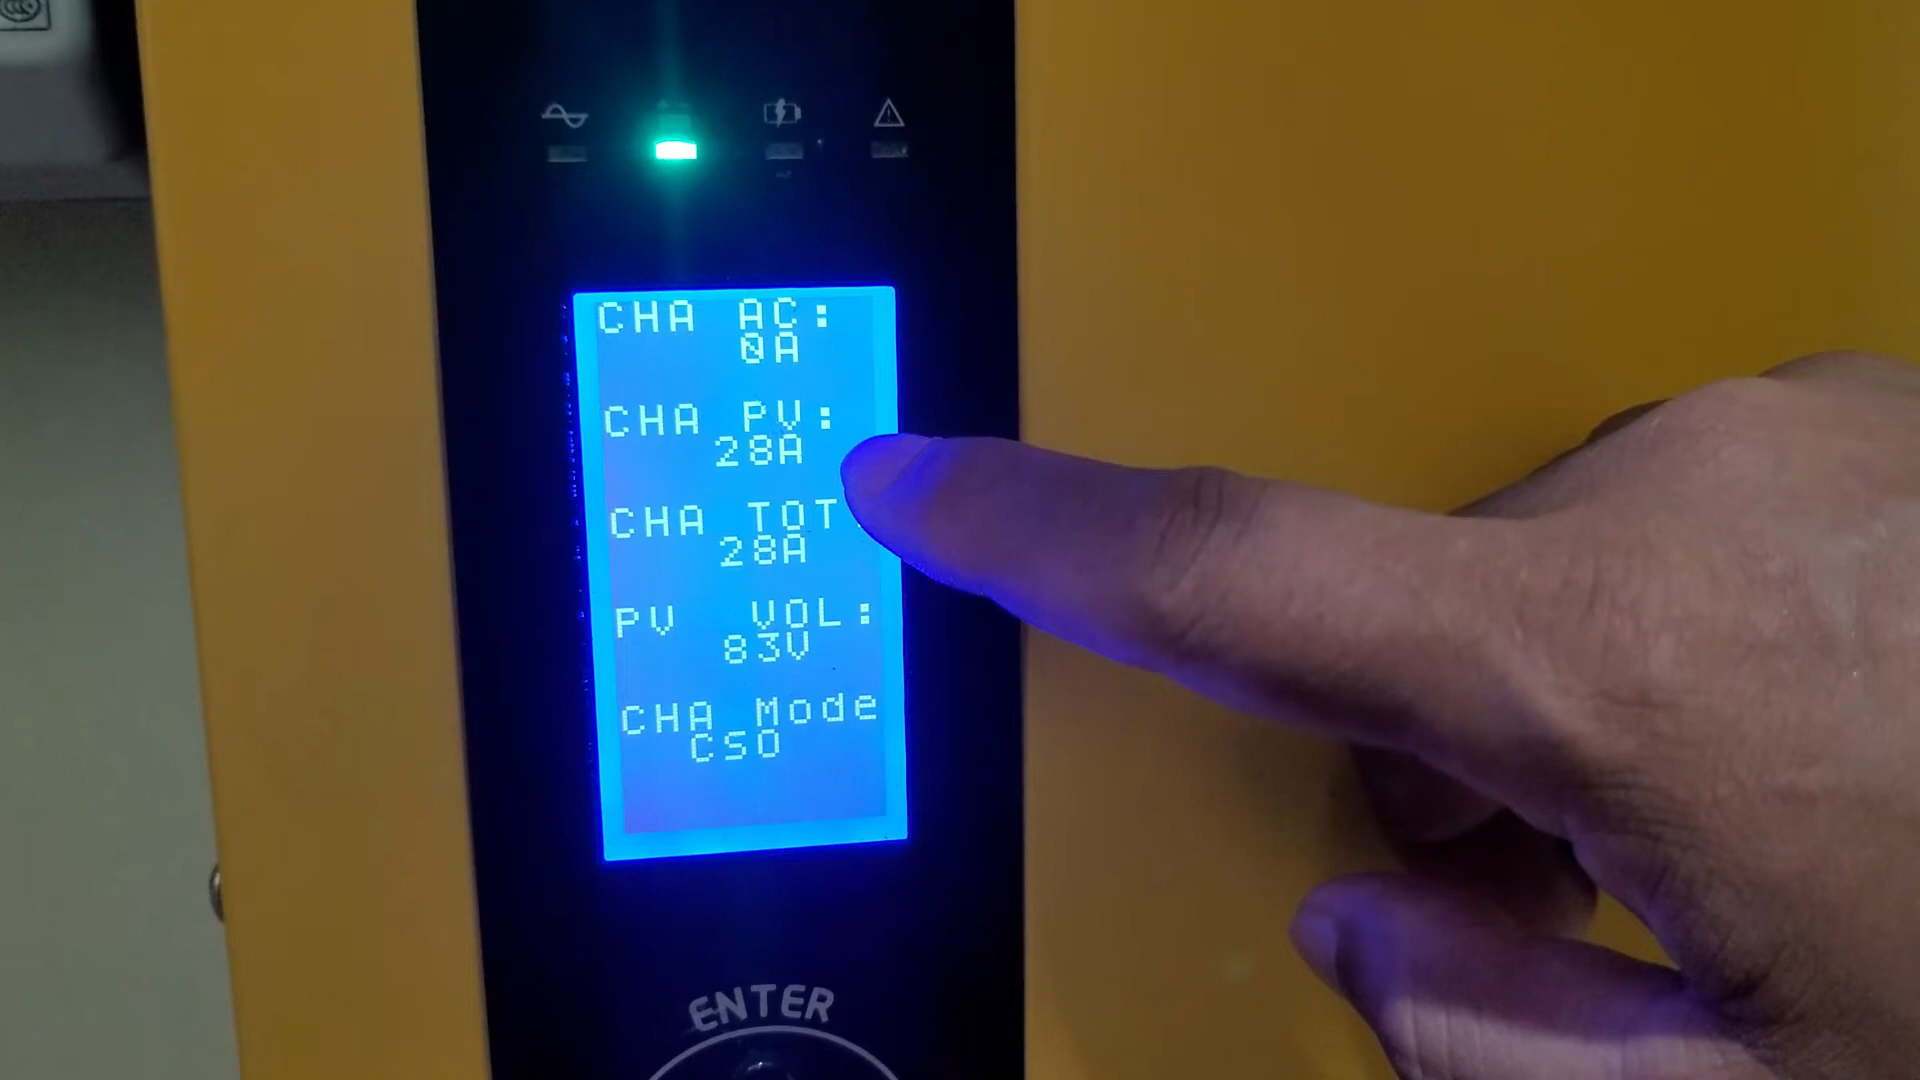 CHA AC:
0A
CHA PV:
28A
CHA TOT:
28A
PV VOL:
83V
CHA Mode
CSO
ENTER